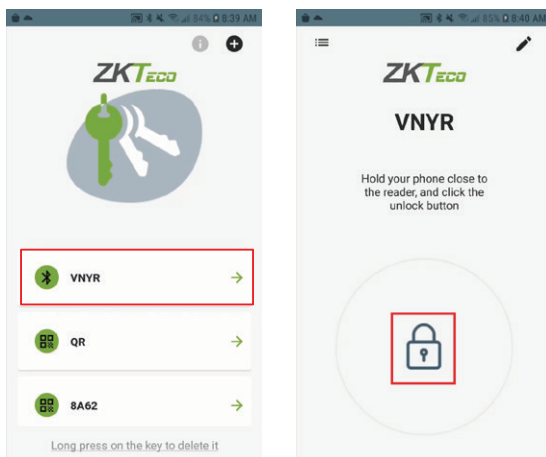 84% 8:39 AM
ZKTECO
VNYR
QR
8A62
Long press on the key to delete it
85% 8:40 AM
ZKTECO
VNYR
Hold your phone close to
the reader, and click the
unlock button